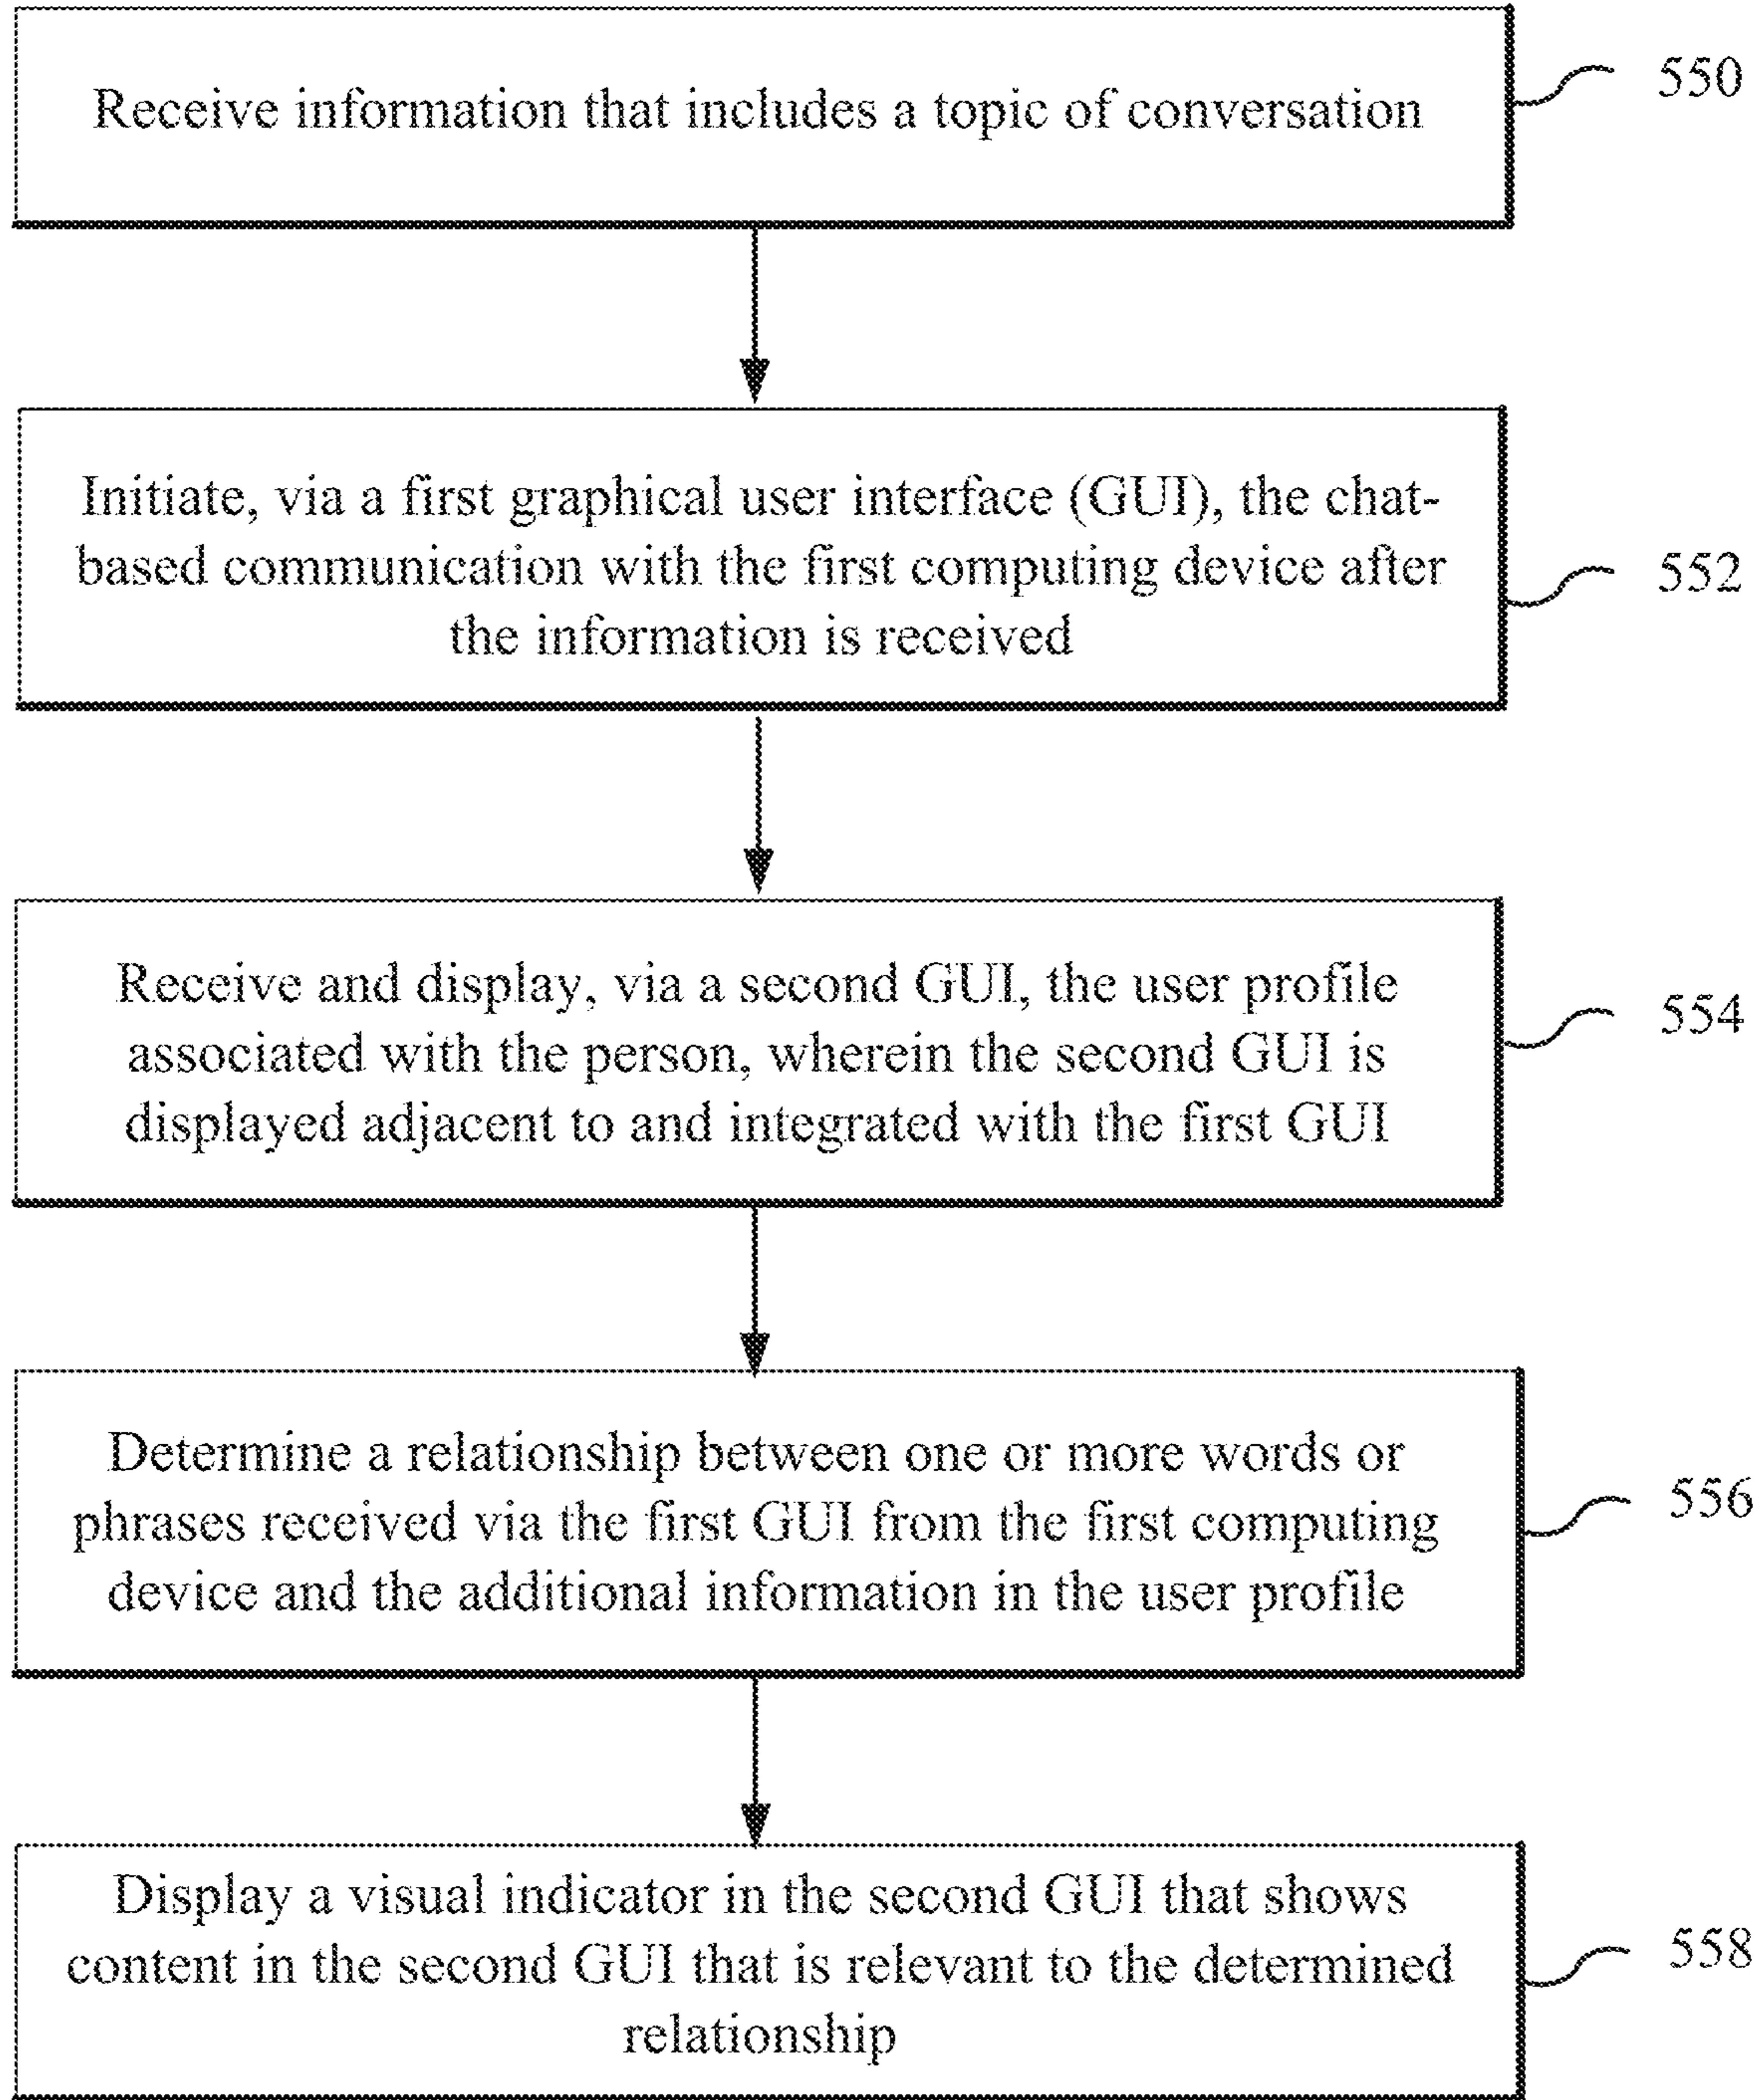 Receive information that includes a topic of conversation
550
Initiate, via a first graphical user interface (GUI), the chat-
based communication with the first computing device after
the information is received
552
Receive and display, via a second GUI, the user profile
associated with the person, wherein the second GUI is
displayed adjacent to and integrated with the first GUI
554
Determine a relationship between one or more words or
phrases received via the first GUI from the first computing
device and the additional information in the user profile
556
Display a visual indicator in the second GUI that shows
content in the second GUI that is relevant to the determined
relationship
558